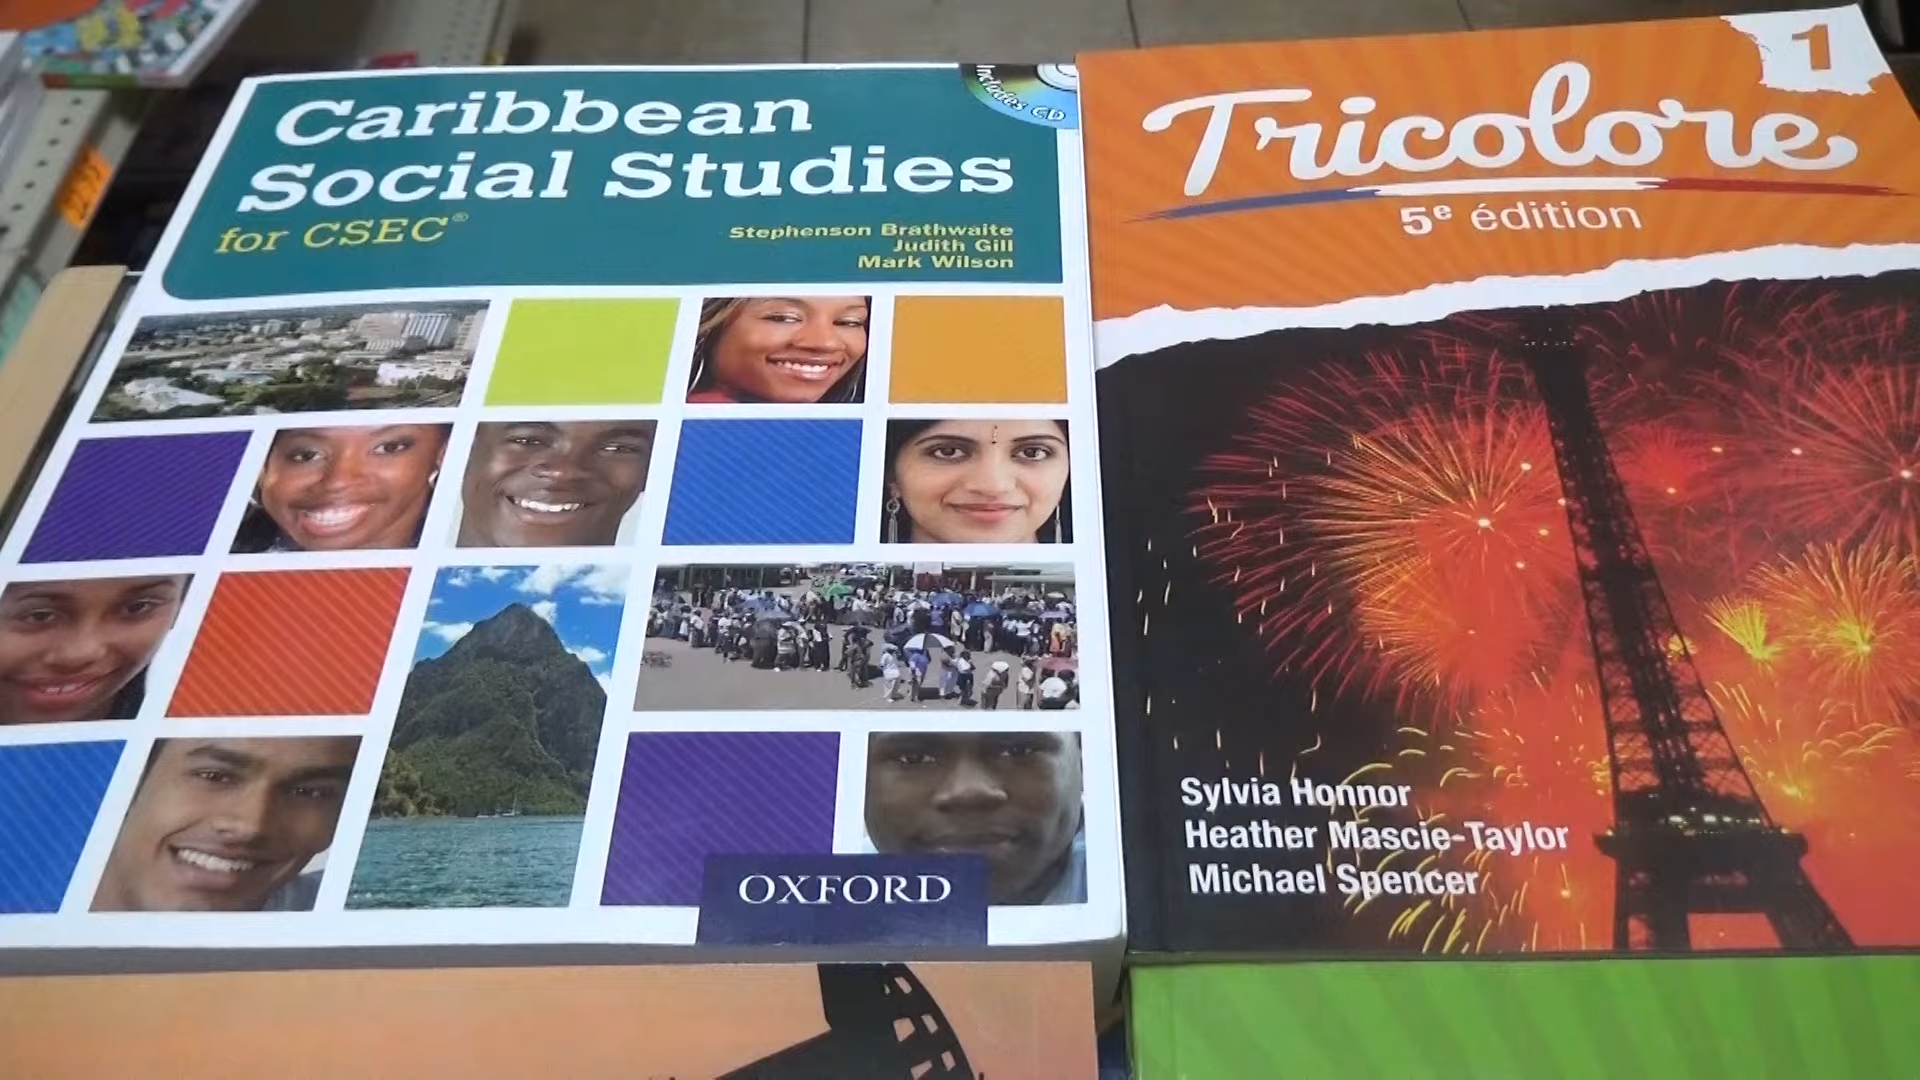 Includes CD
Caribbean
Social Studies
for CSEC®
Stephenson Brathwaite
Judith Gill
Mark Wilson
OXFORD
1
Tricolore
5e édition
Sylvia Honnor
Heather Mascie-Taylor
Michael Spencer